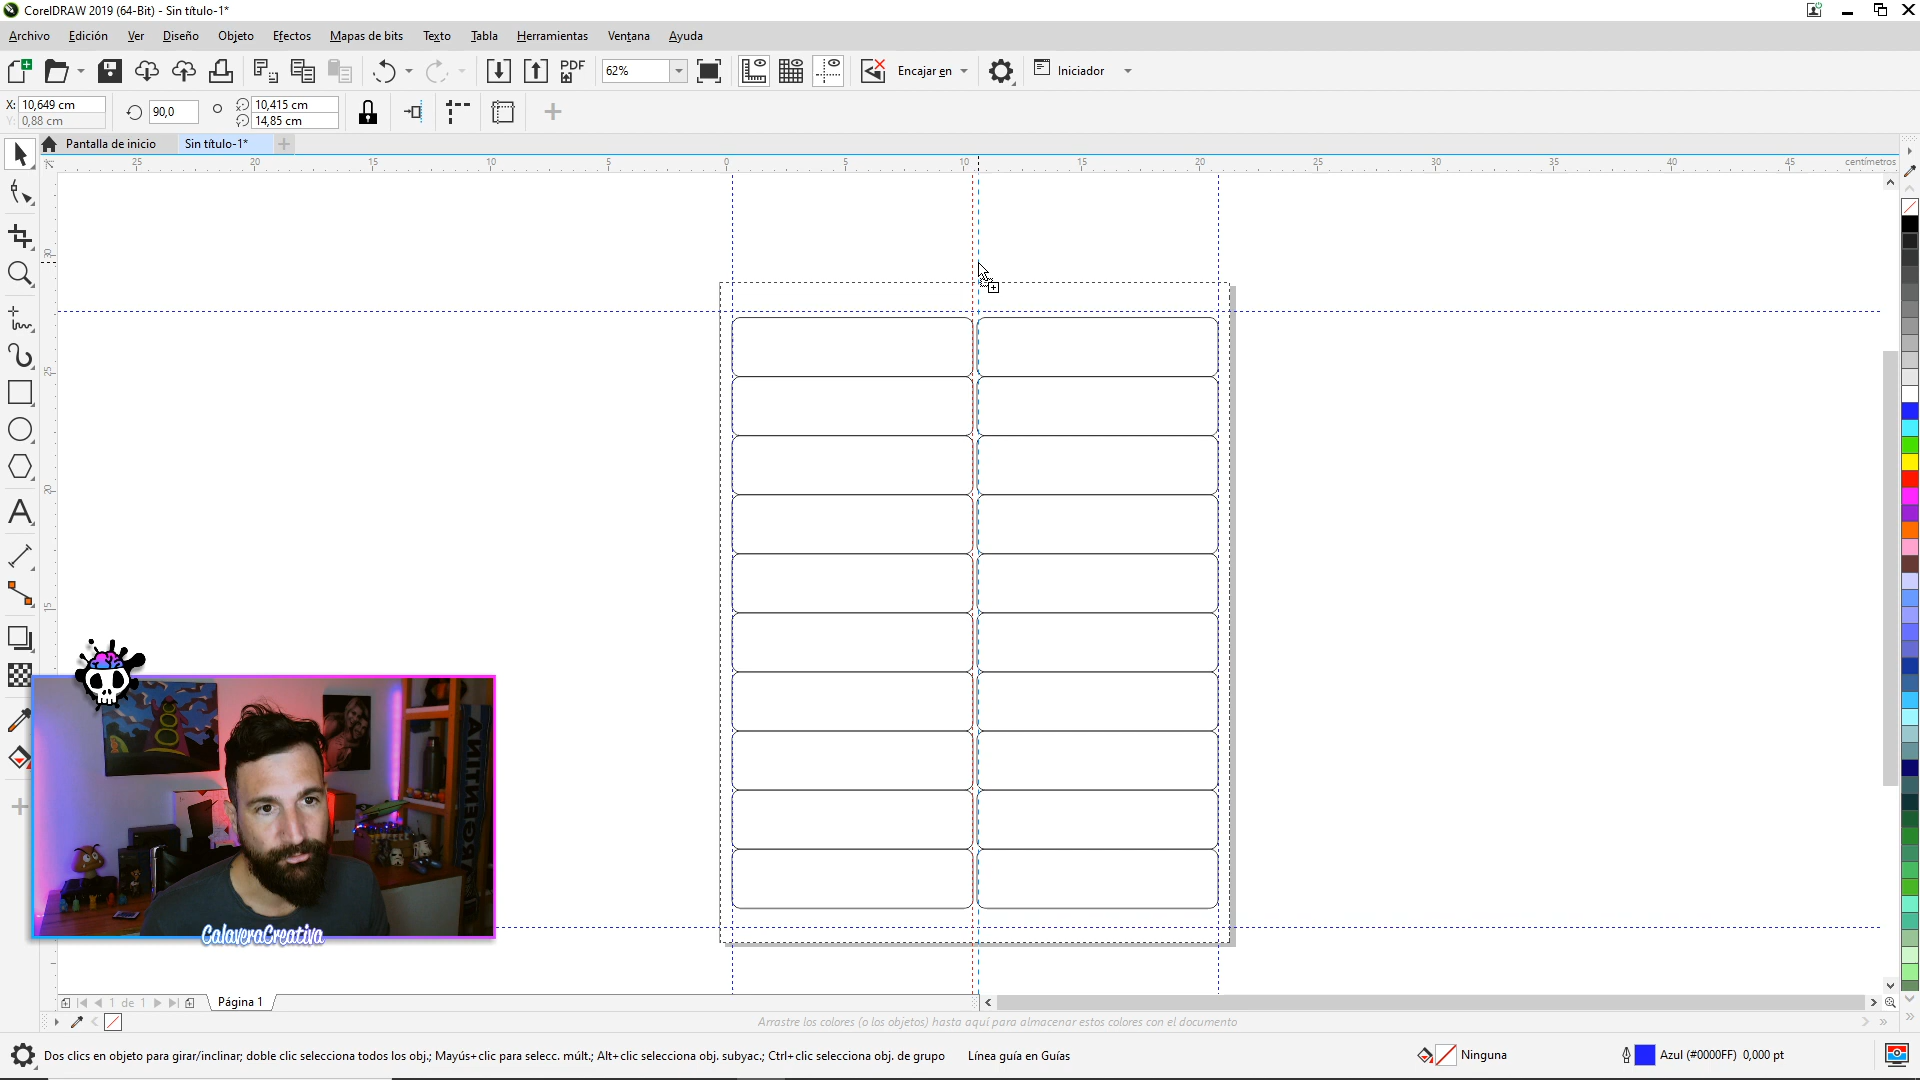 CorelDRAW 2019 (64-Bit) - Sin título-1*
Archivo Edición Ver Diseño Objeto Efectos Mapas de bits Texto Tabla Herramientas Ventana Ayuda
PDF 62% Encajar en Iniciador
X: 10,649 cm 90,0 10,415 cm
Y: 0,88 cm 14,85 cm
Pantalla de inicio Sin título-1*
25 20 15 10 5 0 5 10 15 20 25 30 35 40 45 centímetros
30
25
20
15
ARGENTINA
CalaveraCreativa
1 de 1 Página 1
Arrastre los colores (o los objetos) hasta aquí para almacenar estos colores con el documento
Dos clics en objeto para girar/inclinar; doble clic selecciona todos los obj.; Mayús+clic para selecc. múlt.; Alt+clic selecciona obj. subyac.; Ctrl+clic selecciona obj. de grupo Línea guía en Guías Ninguna Azul (#0000FF) 0,000 pt